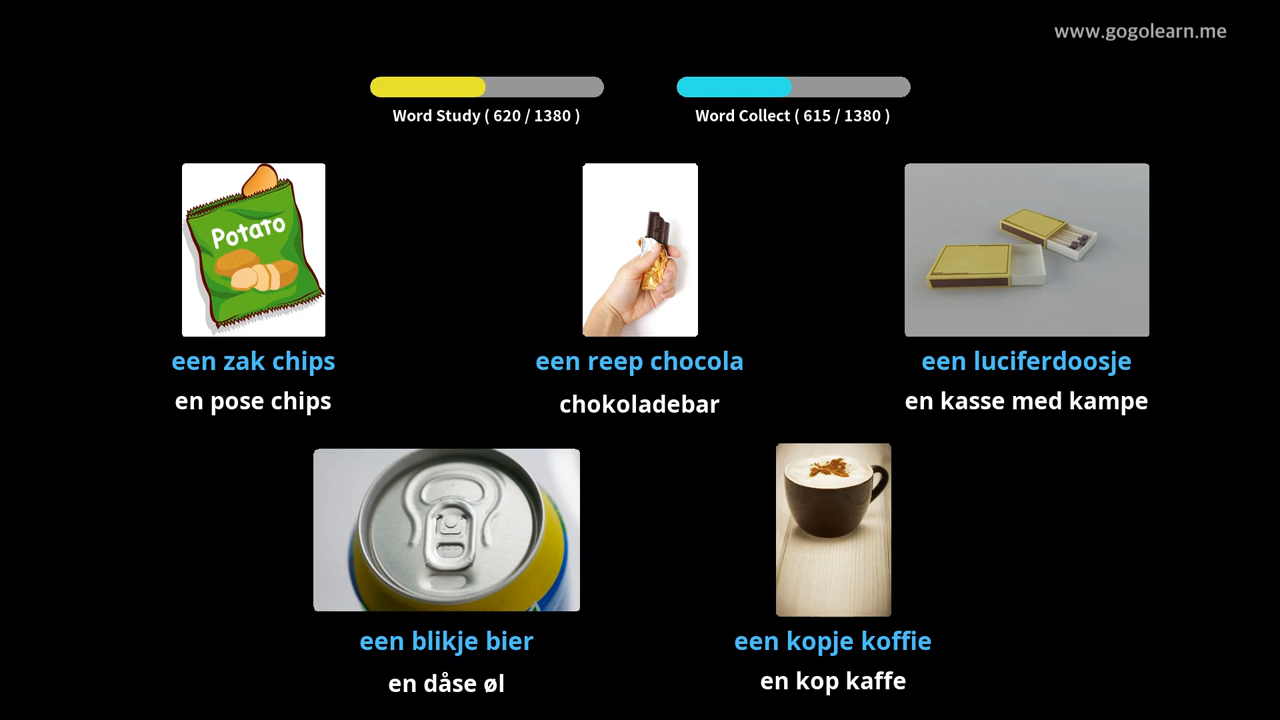 www.gogolearn.me
Word Study ( 620 / 1380 )
Word Collect ( 615 / 1380 )
Potato
een zak chips
en pose chips
een reep chocola
chokoladebar
een luciferdoosje
en kasse med kampe
een blikje bier
en dåse øl
een kopje koffie
en kop kaffe